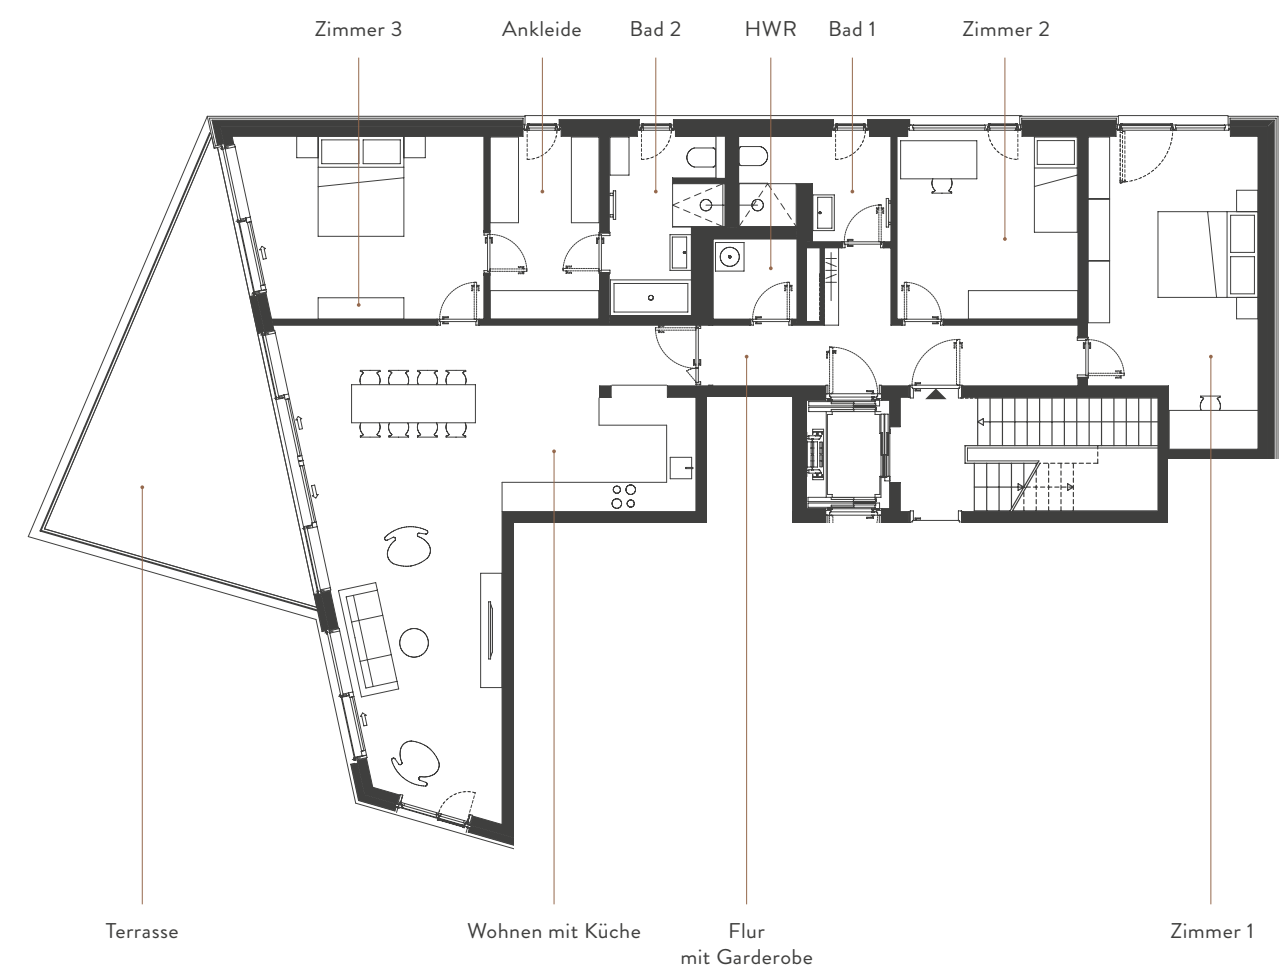 Zimmer 3
Ankleide
Bad 2
HWR
Bad 1
Zimmer 2
Terrasse
Wohnen mit Küche
Flur
mit Garderobe
Zimmer 1